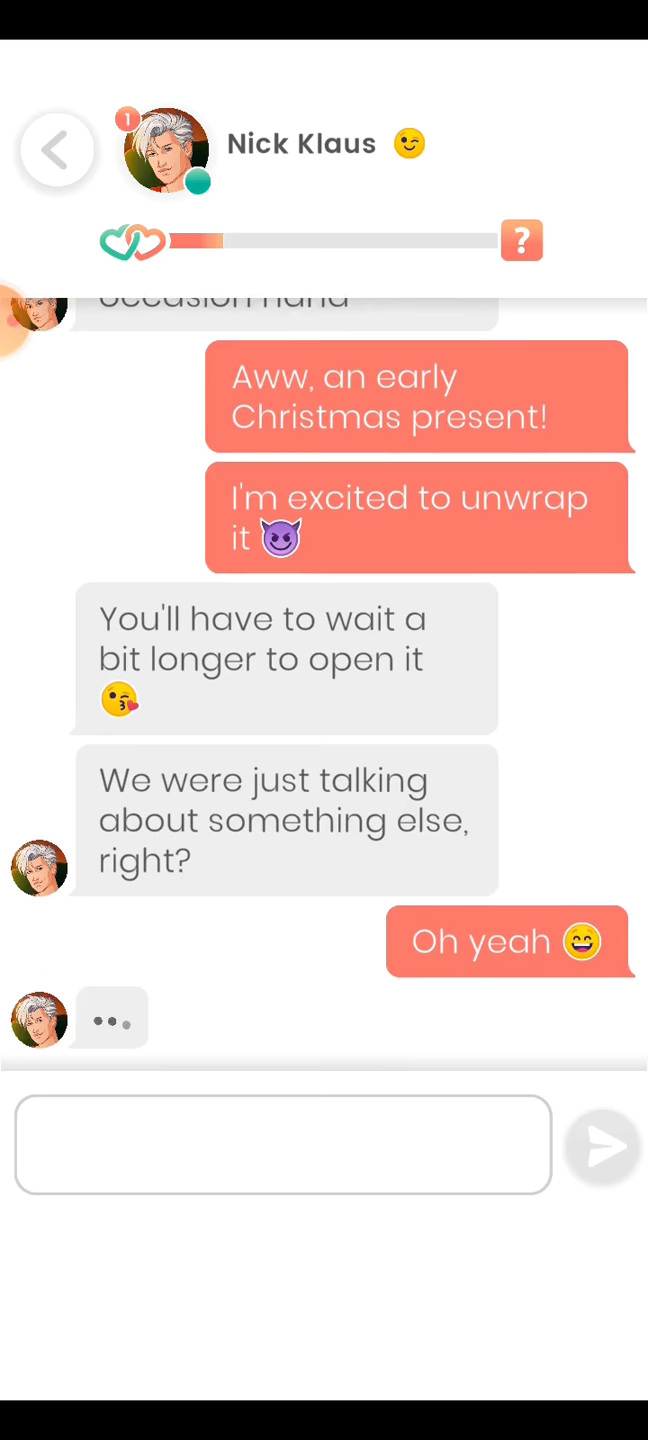 1
Nick Klaus 😉
?
Aww, an early
Christmas present!
I'm excited to unwrap
it 😈
You'll have to wait a
bit longer to open it
😘
We were just talking
about something else,
right?
Oh yeah 😄